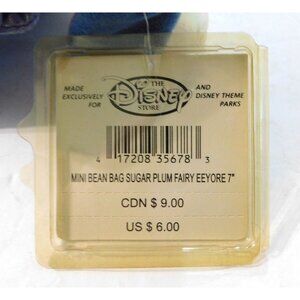 MADE EXCLUSIVELY FOR
THE DISNEY STORE
AND DISNEY THEME PARKS
4 17208 35678 3
MINI BEAN BAG SUGAR PLUM FAIRY EEYORE 7"
CDN $ 9.00
US $ 6.00